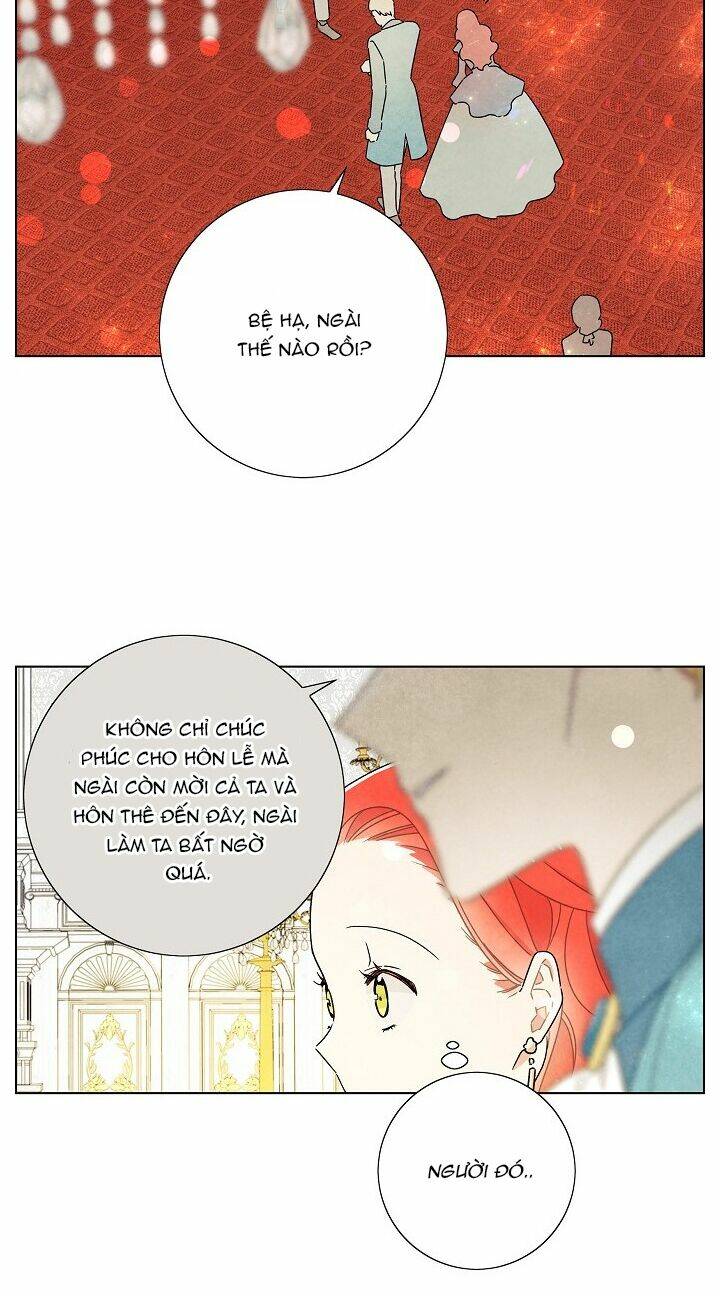 BỆ HẠ, NGÀI
THẾ NÀO RỒI?
KHÔNG CHỈ CHÚC
PHÚC CHO HÔN LỄ MÀ
NGÀI CÒN MỜI CẢ TA VÀ
HÔN THÊ ĐẾN ĐÂY, NGÀI
LÀM TA BẤT NGỜ
QUÁ.
NGƯỜI ĐÓ..